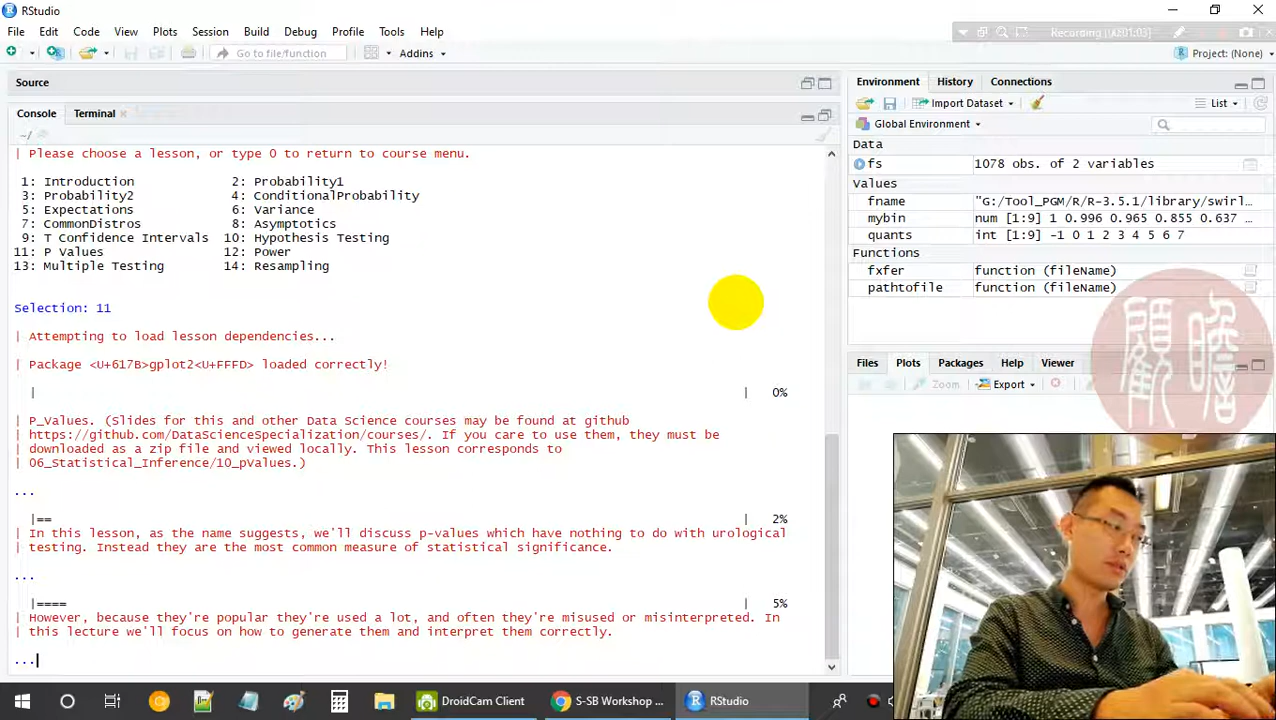 RStudio
File Edit Code View Plots Session Build Debug Profile Tools Help
Recording [00:01:03]
Go to file/function Addins Project: (None)
Source
Console Terminal
~/
| Please choose a lesson, or type 0 to return to course menu.
1: Introduction 2: Probability1
3: Probability2 4: ConditionalProbability
5: Expectations 6: Variance
7: CommonDistros 8: Asymptotics
9: T Confidence Intervals 10: Hypothesis Testing
11: P Values 12: Power
13: Multiple Testing 14: Resampling
Selection: 11
| Attempting to load lesson dependencies...
| Package <U+617B>gplot2<U+FFFD> loaded correctly!
| | 0%
| P_Values. (Slides for this and other Data Science courses may be found at github
| https://github.com/DataScienceSpecialization/courses/. If you care to use them, they must be
| downloaded as a zip file and viewed locally. This lesson corresponds to
| 06_Statistical_Inference/10_pValues.)
...
|== | 2%
| In this lesson, as the name suggests, we'll discuss p-values which have nothing to do with urological
| testing. Instead they are the most common measure of statistical significance.
...
|==== | 5%
| However, because they're popular they're used a lot, and often they're misused or misinterpreted. In
| this lecture we'll focus on how to generate them and interpret them correctly.
...
Environment History Connections
Import Dataset List
Global Environment
Data
fs 1078 obs. of 2 variables
Values
fname "G:/Tool_PGM/R/R-3.5.1/library/swirl…
mybin num [1:9] 1 0.996 0.965 0.855 0.637 ...
quants int [1:9] -1 0 1 2 3 4 5 6 7
Functions
fxfer function (fileName)
pathtofile function (fileName)
Files Plots Packages Help Viewer
Zoom Export
DroidCam Client S-SB Workshop ... RStudio